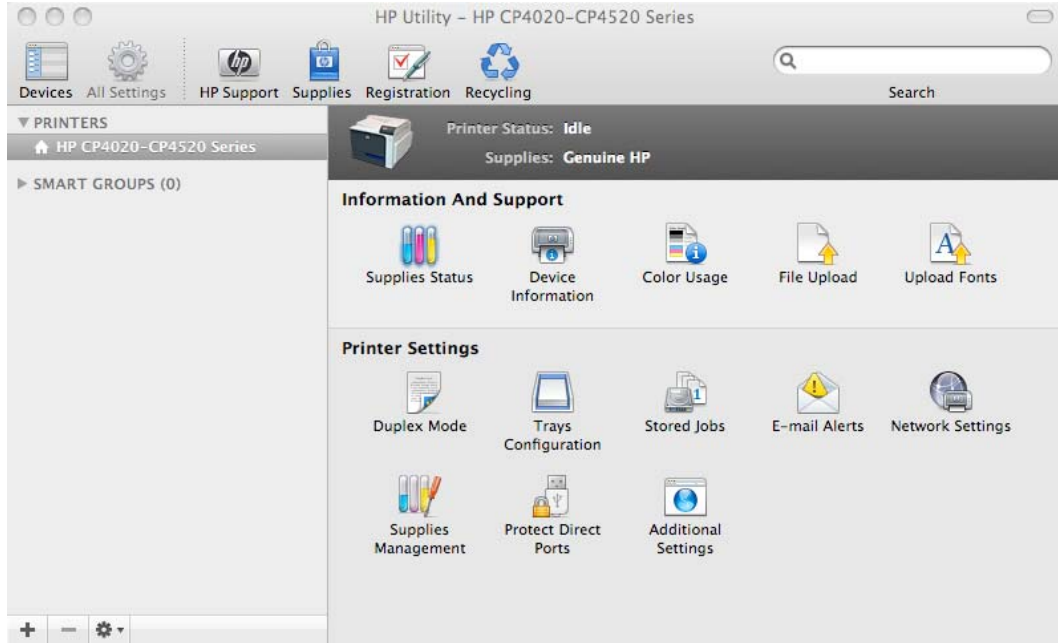 HP Utility – HP CP4020–CP4520 Series
Devices All Settings HP Support Supplies Registration Recycling Search
PRINTERS
HP CP4020–CP4520 Series
SMART GROUPS (0)
Printer Status: Idle
Supplies: Genuine HP
Information And Support
Supplies Status
Device
Information
Color Usage
File Upload
Upload Fonts
Printer Settings
Duplex Mode
Trays
Configuration
Stored Jobs
E-mail Alerts
Network Settings
Supplies
Management
Protect Direct
Ports
Additional
Settings